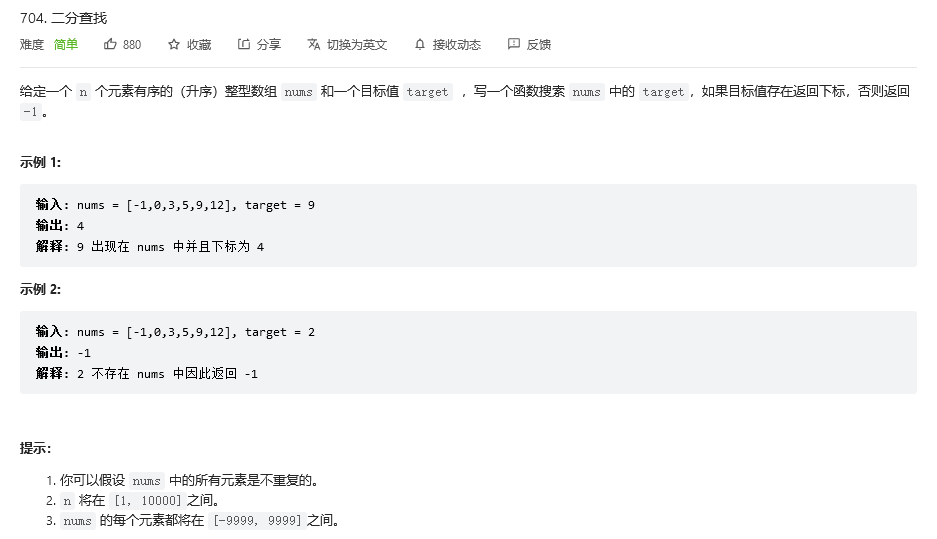 704. 二分查找
难度 简单 880 收藏 分享 切换为英文 接收动态 反馈
给定一个 n 个元素有序的（升序）整型数组 nums 和一个目标值 target ，写一个函数搜索 nums 中的 target，如果目标值存在返回下标，否则返回
-1。
示例 1:
输入: nums = [-1,0,3,5,9,12], target = 9
输出: 4
解释: 9 出现在 nums 中并且下标为 4
示例 2:
输入: nums = [-1,0,3,5,9,12], target = 2
输出: -1
解释: 2 不存在 nums 中因此返回 -1
提示：
1. 你可以假设 nums 中的所有元素是不重复的。
2. n 将在 [1, 10000]之间。
3. nums 的每个元素都将在 [-9999, 9999]之间。